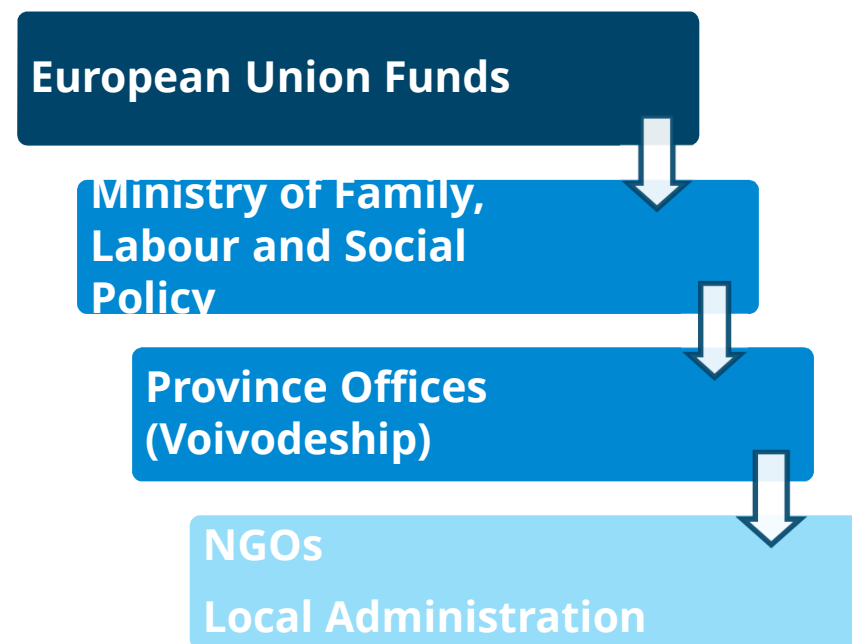 European Union Funds
Ministry of Family,
Labour and Social
Policy
Province Offices
(Voivodeship)
NGOs
Local Administration